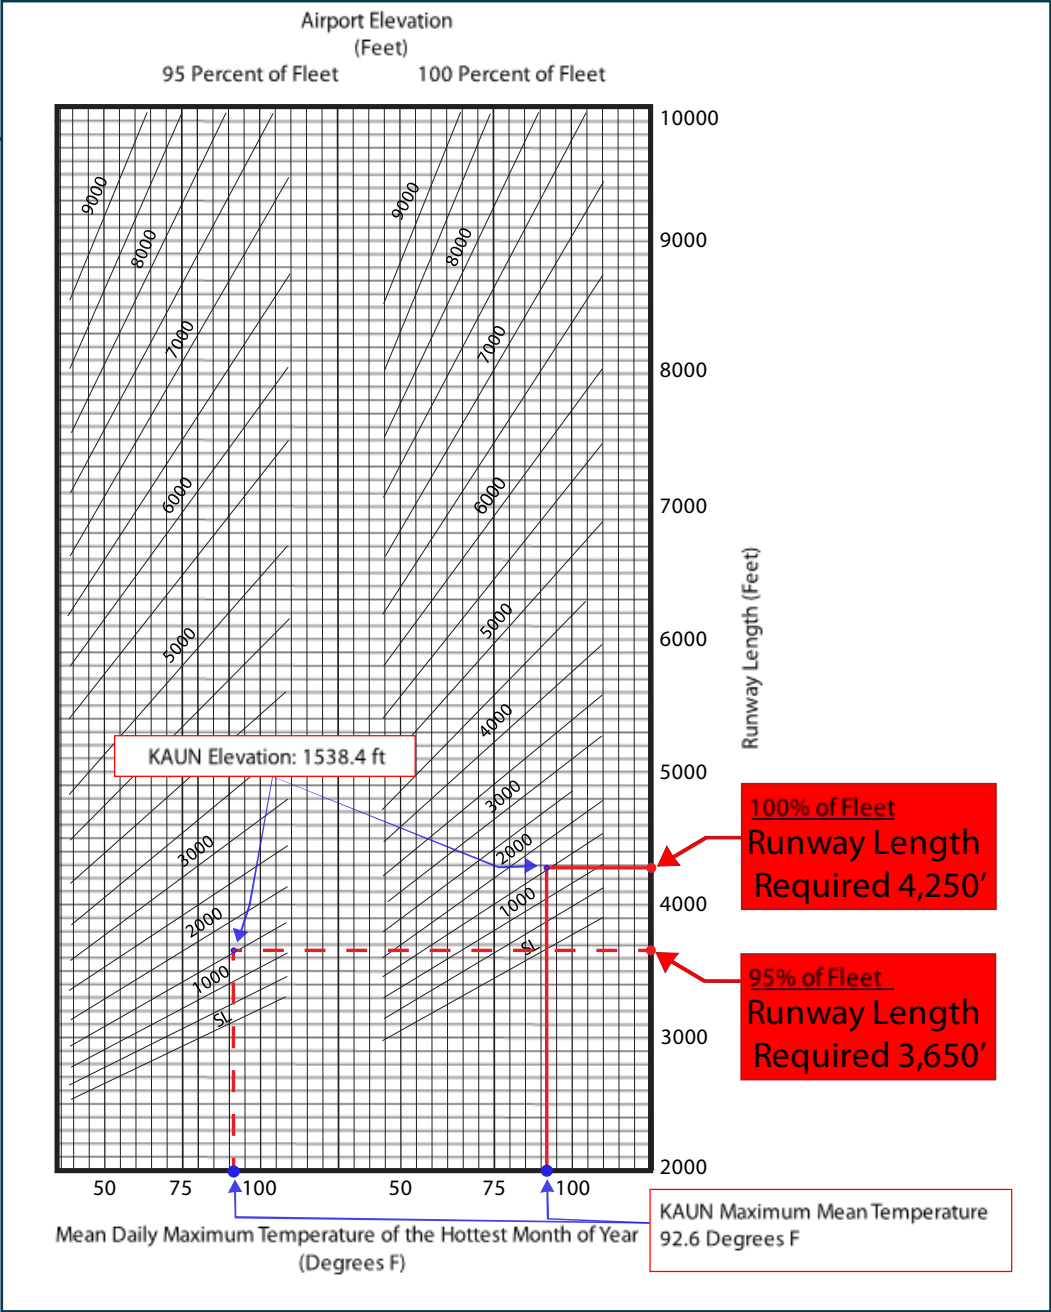 Airport Elevation
(Feet)
95 Percent of Fleet
100 Percent of Fleet
10000
9000
8000
7000
6000
5000
4000
3000
2000
9000
8000
7000
6000
5000
3000
2000
1000
SL
9000
8000
7000
6000
5000
4000
3000
2000
1000
SL
Runway Length (Feet)
KAUN Elevation: 1538.4 ft
100% of Fleet
Runway Length
Required 4,250’
95% of Fleet
Runway Length
Required 3,650’
50 75 100 50 75 100
Mean Daily Maximum Temperature of the Hottest Month of Year
(Degrees F)
KAUN Maximum Mean Temperature
92.6 Degrees F